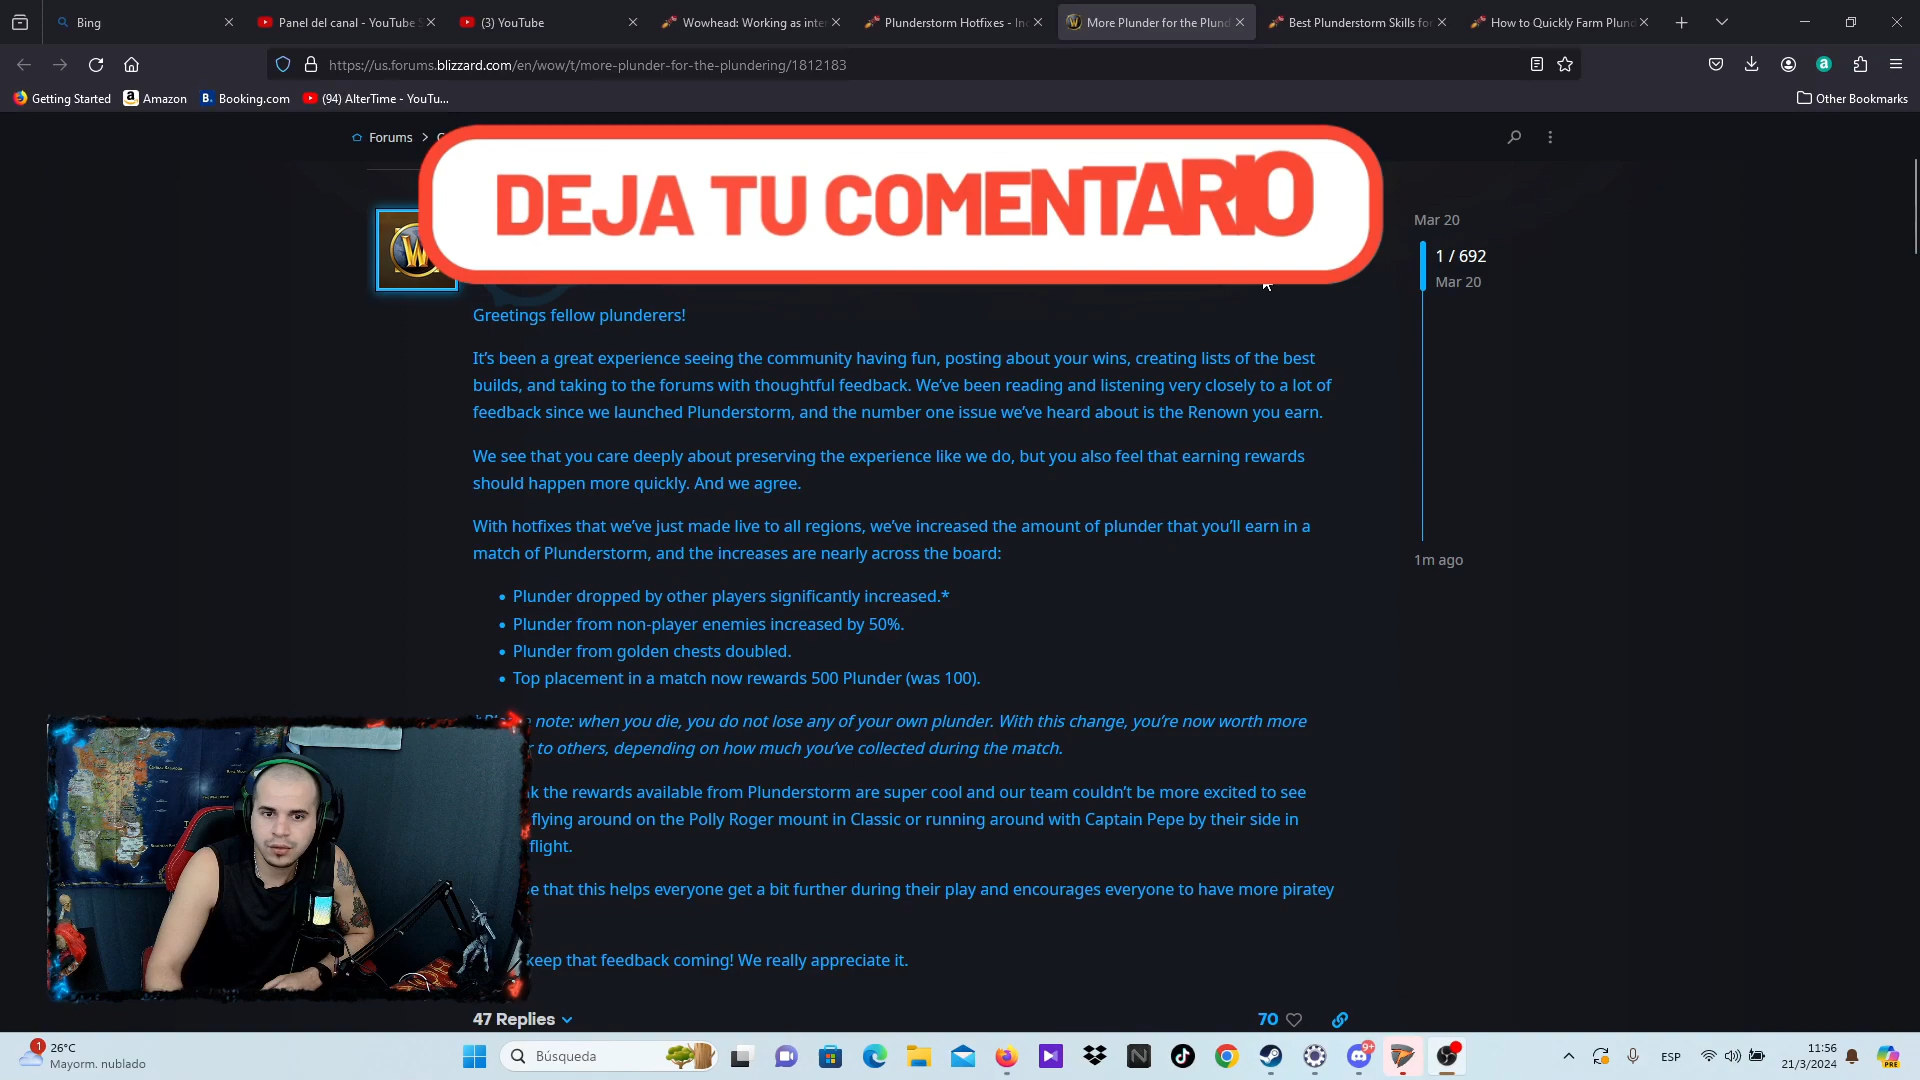 Bing
Panel del canal - YouTube S
(3) YouTube
Wowhead: Working as inte
Plunderstorm Hotfixes - Inc
More Plunder for the Plund
Best Plunderstorm Skills fo
How to Quickly Farm Plun
https://us.forums.blizzard.com/en/wow/t/more-plunder-for-the-plundering/1812183
Getting Started
Amazon
Booking.com
(94) AlterTime - YouTu...
Other Bookmarks
Forums
DEJA TU COMENTARIO
Mar 20
1 / 692
Mar 20
1m ago
Greetings fellow plunderers!
It’s been a great experience seeing the community having fun, posting about your wins, creating lists of the best
builds, and taking to the forums with thoughtful feedback. We’ve been reading and listening very closely to a lot of
feedback since we launched Plunderstorm, and the number one issue we’ve heard about is the Renown you earn.
We see that you care deeply about preserving the experience like we do, but you also feel that earning rewards
should happen more quickly. And we agree.
With hotfixes that we’ve just made live to all regions, we’ve increased the amount of plunder that you’ll earn in a
match of Plunderstorm, and the increases are nearly across the board:
• Plunder dropped by other players significantly increased.*
• Plunder from non-player enemies increased by 50%.
• Plunder from golden chests doubled.
• Top placement in a match now rewards 500 Plunder (was 100).
note: when you die, you do not lose any of your own plunder. With this change, you’re now worth more
to others, depending on how much you’ve collected during the match.
the rewards available from Plunderstorm are super cool and our team couldn’t be more excited to see
flying around on the Polly Roger mount in Classic or running around with Captain Pepe by their side in
flight.
that this helps everyone get a bit further during their play and encourages everyone to have more piratey
keep that feedback coming! We really appreciate it.
47 Replies
70
1
26°C
Mayorm. nublado
Búsqueda
9+
ESP
11:56
21/3/2024
PRE